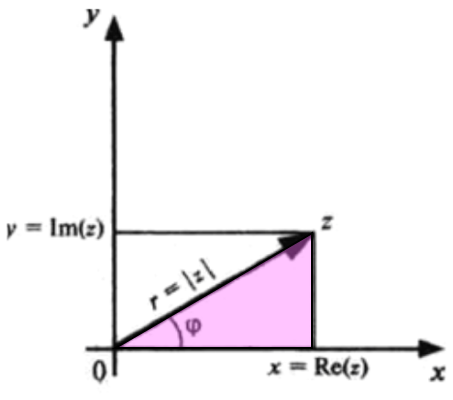 y
y = Im(z)
z
r = |z|
φ
0
x = Re(z)
x